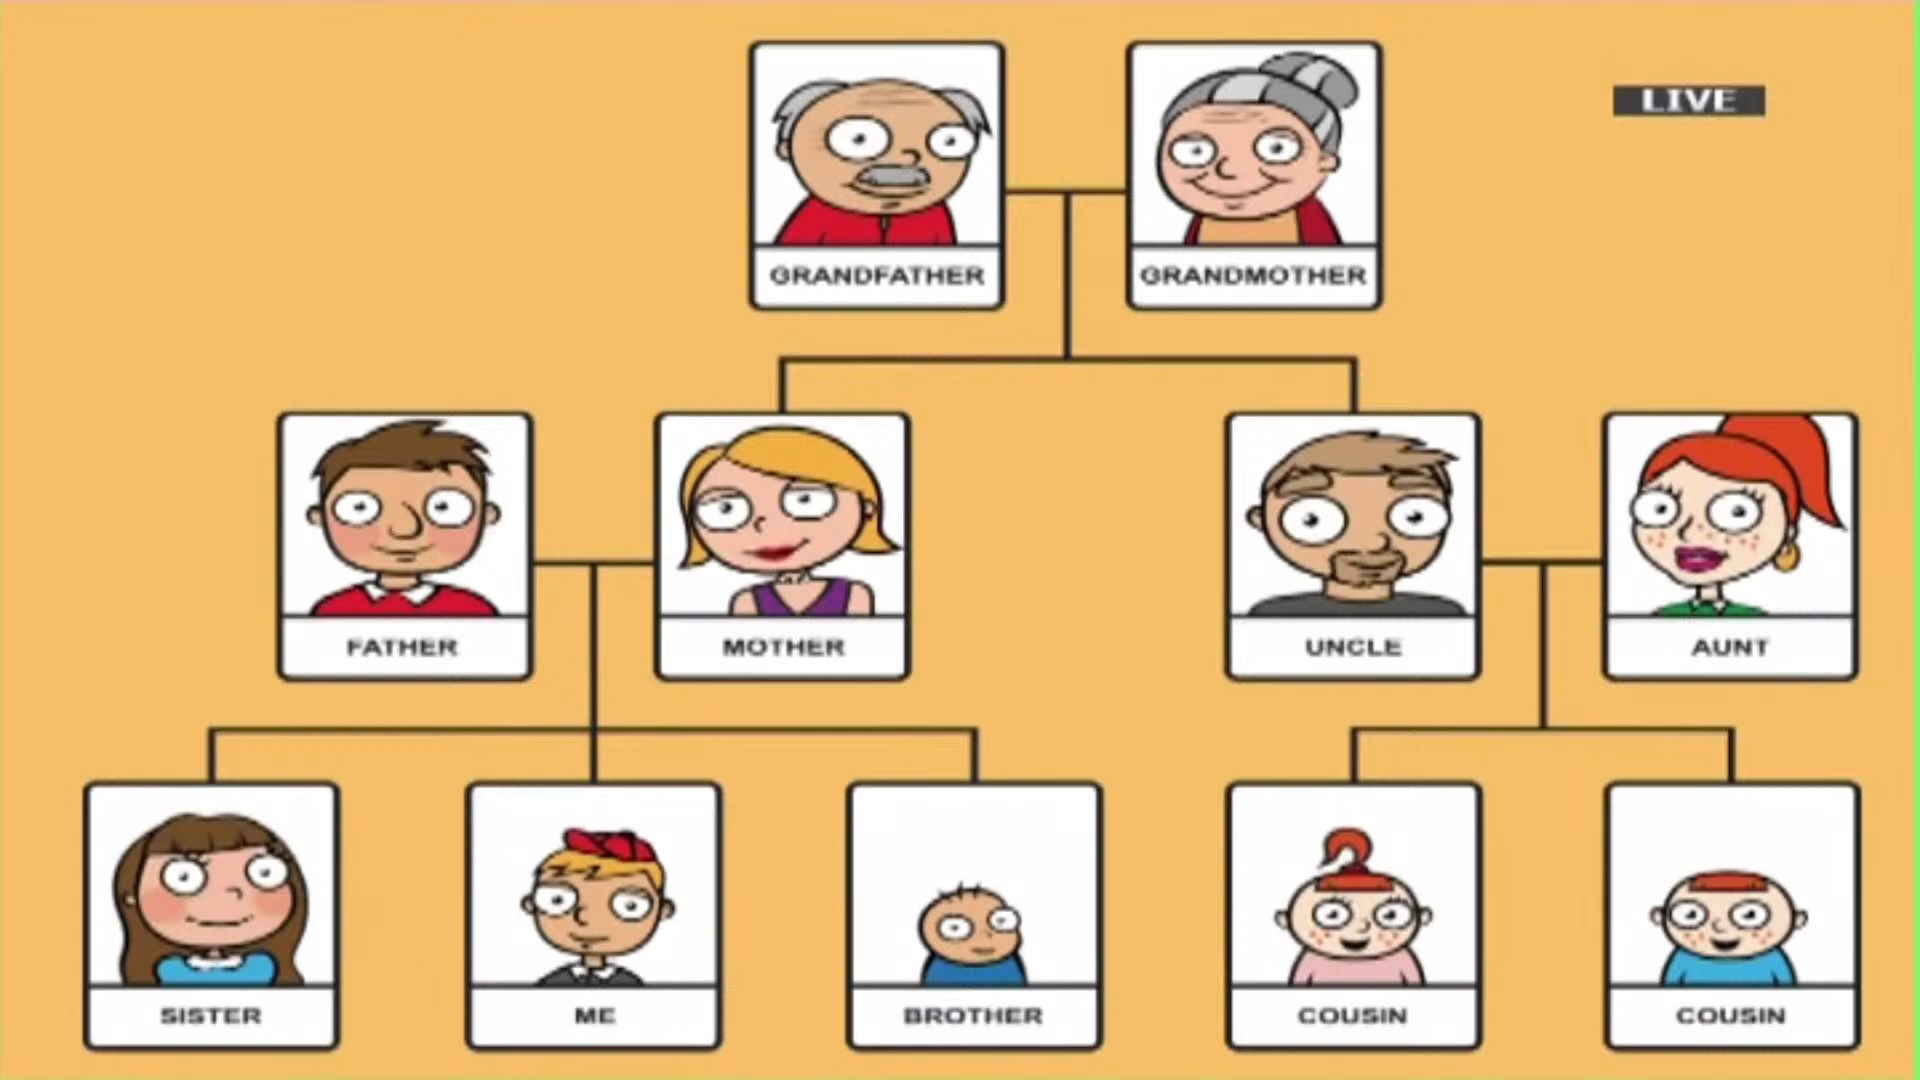 LIVE
GRANDFATHER
GRANDMOTHER
FATHER
MOTHER
UNCLE
AUNT
SISTER
ME
BROTHER
COUSIN
COUSIN